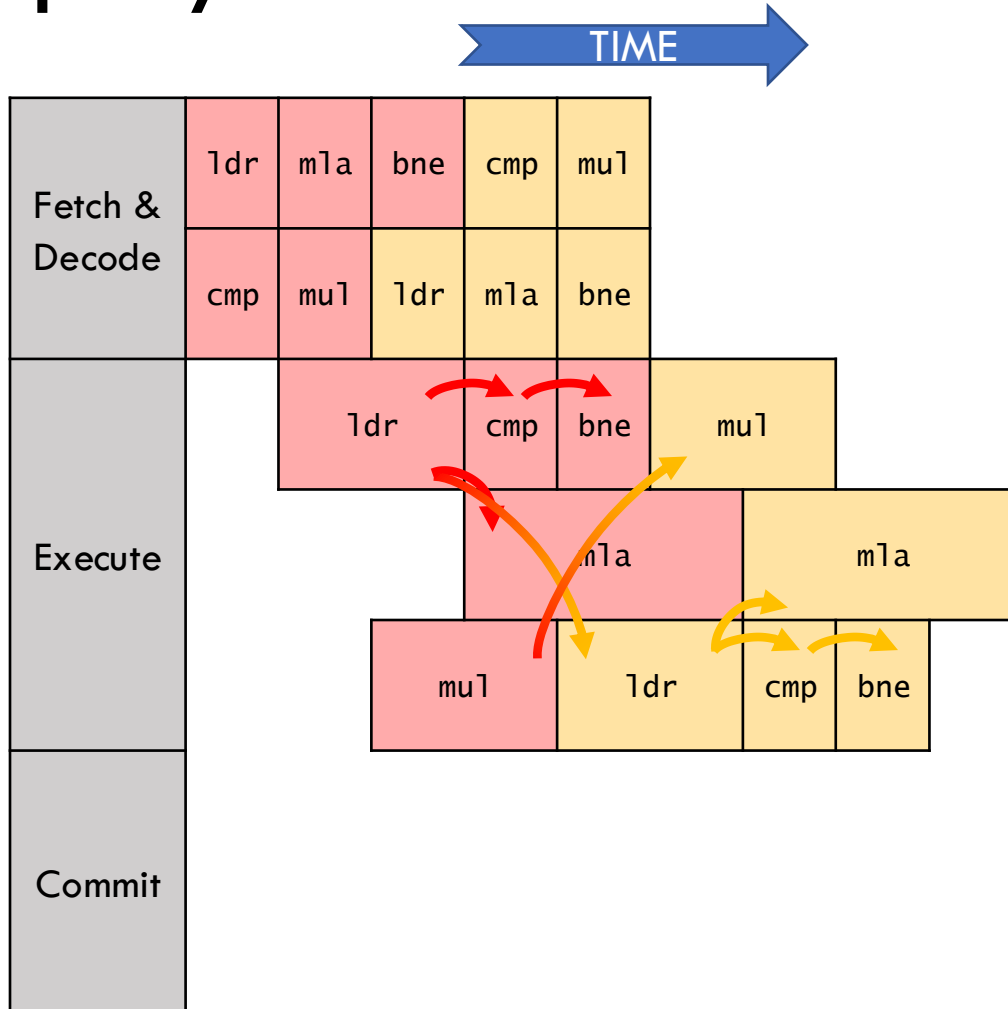 TIME
ldr mla bne cmp mul
Fetch &
Decode
cmp mul ldr mla bne
ldr cmp bne mul
Execute
mla mla
mul ldr cmp bne
Commit